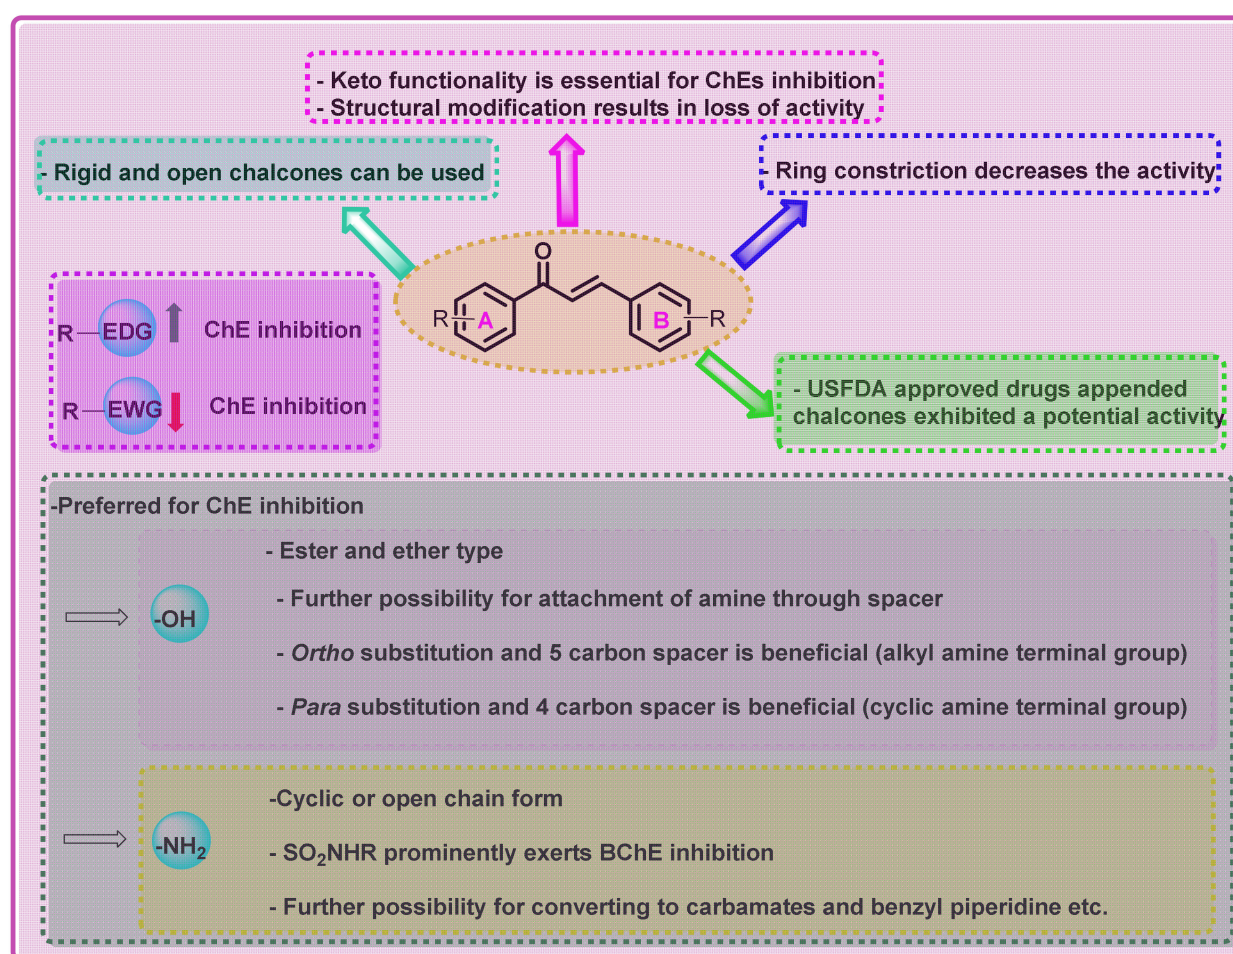 - Keto functionality is essential for ChEs inhibition
- Structural modification results in loss of activity
- Rigid and open chalcones can be used
- Ring constriction decreases the activity
O
R
A
B
R
R
EDG
ChE inhibition
R
EWG
ChE inhibition
- USFDA approved drugs appended
chalcones exhibited a potential activity
-Preferred for ChE inhibition
-OH
- Ester and ether type
- Further possibility for attachment of amine through spacer
- Ortho substitution and 5 carbon spacer is beneficial (alkyl amine terminal group)
- Para substitution and 4 carbon spacer is beneficial (cyclic amine terminal group)
-NH₂
-Cyclic or open chain form
- SO₂NHR prominently exerts BChE inhibition
- Further possibility for converting to carbamates and benzyl piperidine etc.